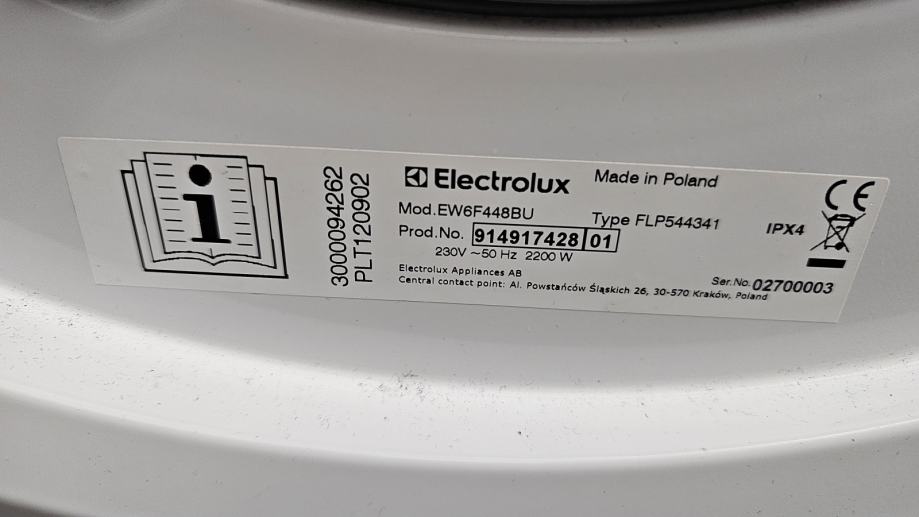 i
3000094262
PLT120902
Electrolux
Made in Poland
Mod.EW6F448BU
Type FLP544341
Prod.No. 914917428 01
230V ~50 Hz 2200 W
IPX4
CE
Electrolux Appliances AB
Central contact point: Al. Powstańców Śląskich 26, 30-570 Kraków, Poland
Ser.No. 02700003